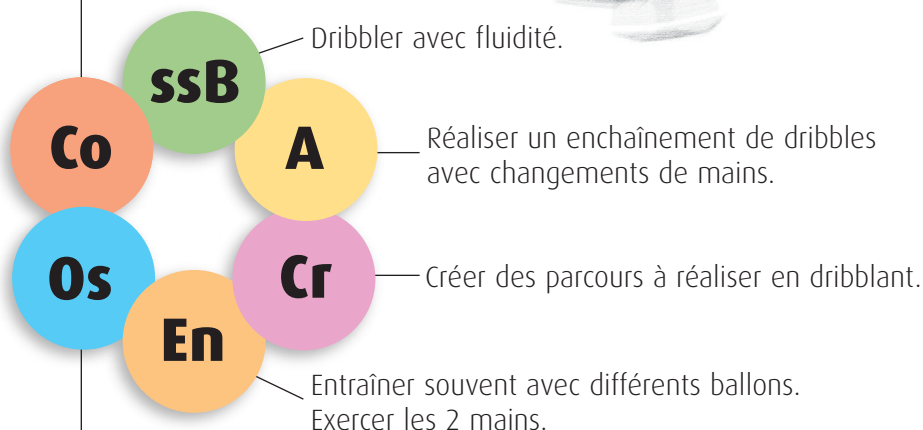 ssB
Dribbler avec fluidité.
Co
A
Réaliser un enchaînement de dribbles
avec changements de mains.
Os
Cr
Créer des parcours à réaliser en dribblant.
En
Entraîner souvent avec différents ballons.
Exercer les 2 mains.